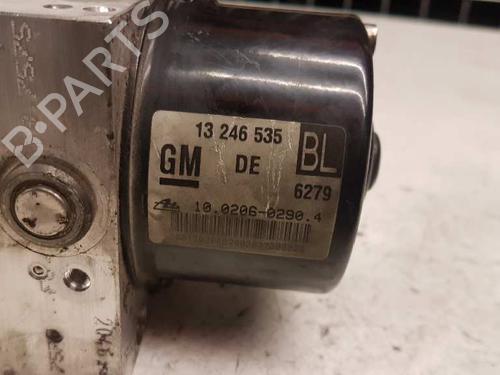 B-PARTS
13 246 535
GM DE BL
6279
10.0206-0290.4